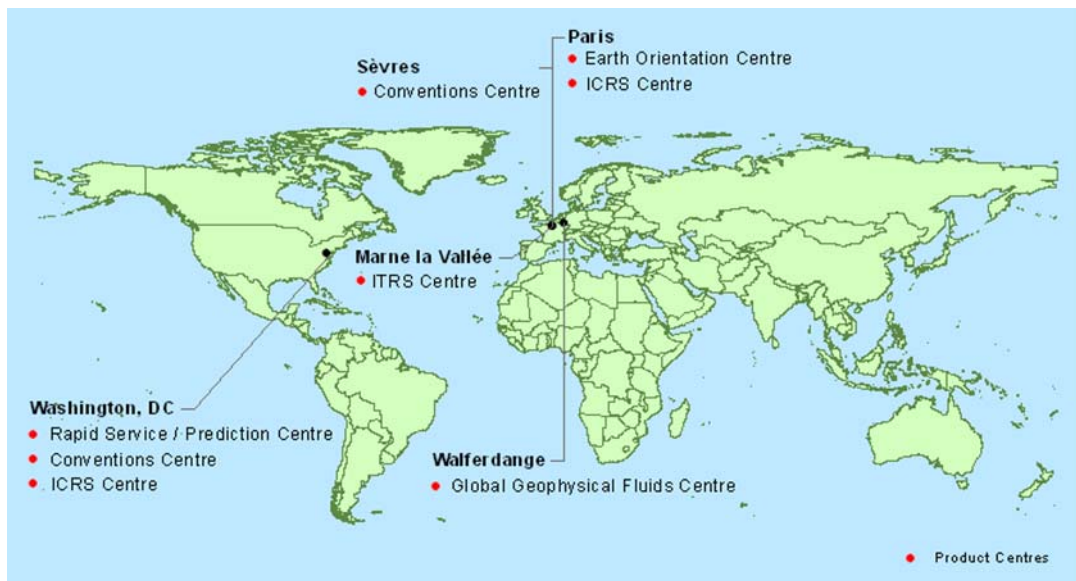 Paris
Earth Orientation Centre
ICRS Centre
Sèvres
Conventions Centre
Marne la Vallée
ITRS Centre
Washington, DC
Rapid Service / Prediction Centre
Conventions Centre
ICRS Centre
Walferdange
Global Geophysical Fluids Centre
Product Centres